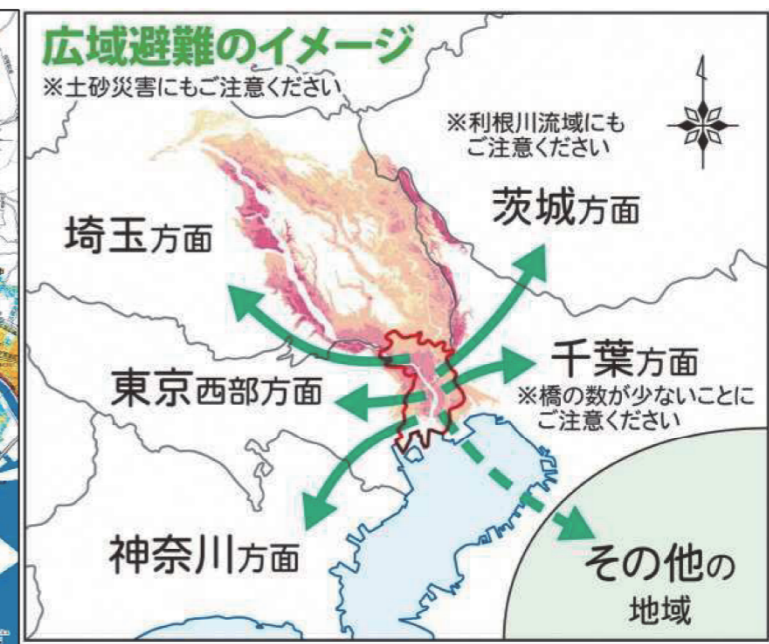 広域避難のイメージ
※土砂災害にもご注意ください
※利根川流域にも
ご注意ください
茨城方面
埼玉方面
千葉方面
※橋の数が少ないことに
ご注意ください
東京西部方面
神奈川方面
その他の
地域